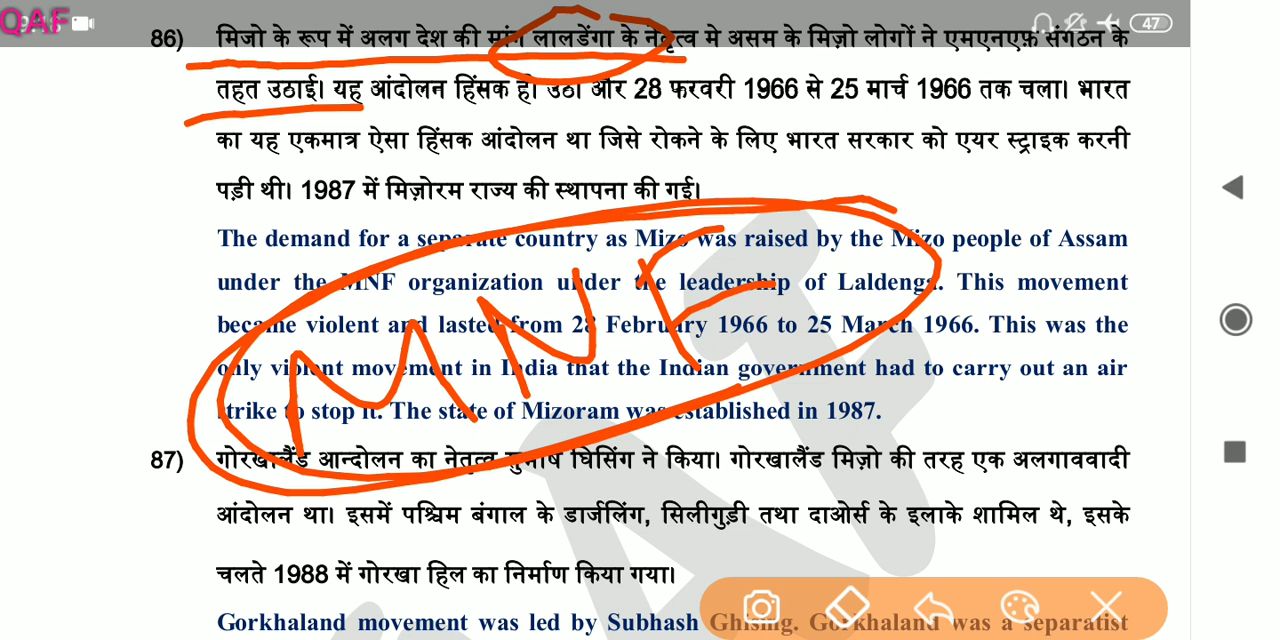 QAF
47
86) मिजो के रूप में अलग देश की मांग लालडेंगा के नेतृत्व मे असम के मिज़ो लोगों ने एमएनएफ़ संगठन के
तहत उठाई। यह आंदोलन हिंसक हो उठा और 28 फरवरी 1966 से 25 मार्च 1966 तक चला। भारत
का यह एकमात्र ऐसा हिंसक आंदोलन था जिसे रोकने के लिए भारत सरकार को एयर स्ट्राइक करनी
पड़ी थी। 1987 में मिज़ोरम राज्य की स्थापना की गई।
The demand for a separate country as Mizo was raised by the Mizo people of Assam
under the MNF organization under the leadership of Laldenga. This movement
became violent and lasted from 28 February 1966 to 25 March 1966. This was the
only violent movement in India that the Indian government had to carry out an air
strike to stop it. The state of Mizoram was established in 1987.
MNF
87) गोरखालैंड आन्दोलन का नेतृत्व सुभाष घिसिंग ने किया। गोरखालैंड मिज़ो की तरह एक अलगाववादी
आंदोलन था। इसमें पश्चिम बंगाल के डार्जलिंग, सिलीगुड़ी तथा दाओर्स के इलाके शामिल थे, इसके
चलते 1988 में गोरखा हिल का निर्माण किया गया।
Gorkhaland movement was led by Subhash Ghising. Gorkhaland was a separatist